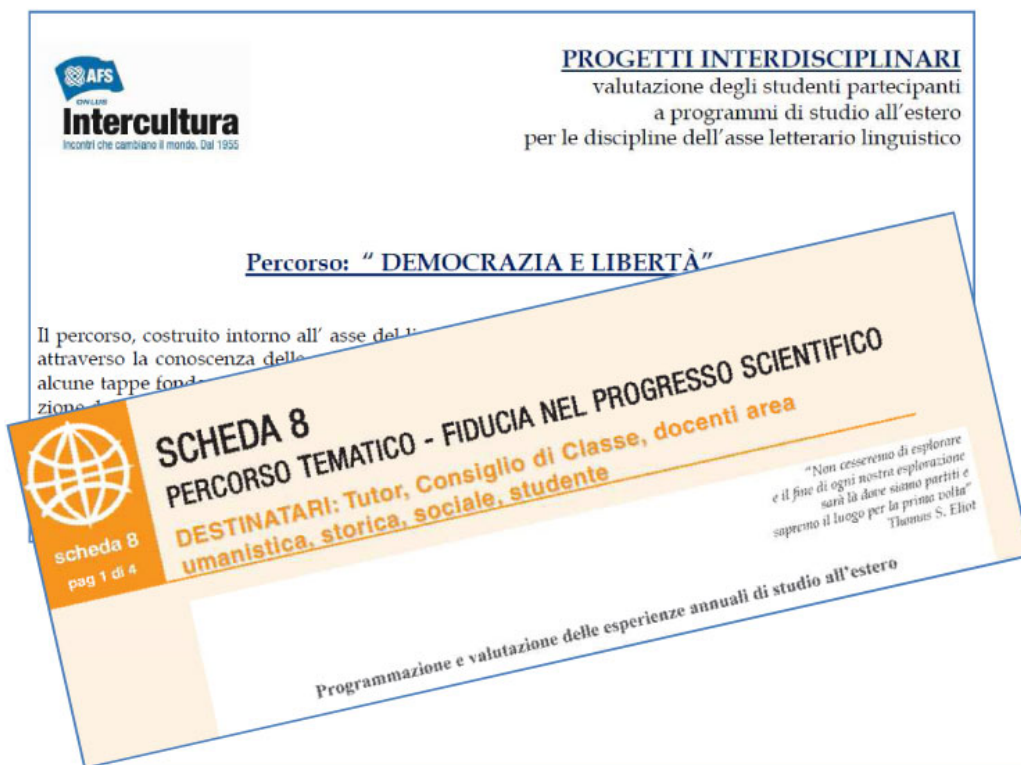 AFS
ONLUS
Intercultura
Incontri che cambiano il mondo. Dal 1955
PROGETTI INTERDISCIPLINARI
valutazione degli studenti partecipanti
a programmi di studio all'estero
per le discipline dell'asse letterario linguistico
Percorso: “ DEMOCRAZIA E LIBERTÀ”
Il percorso, costruito intorno all' asse del
attraverso la conoscenza delle
alcune tappe
zione
SCHEDA 8
PERCORSO TEMATICO - FIDUCIA NEL PROGRESSO SCIENTIFICO
DESTINATARI: Tutor, Consiglio di Classe, docenti area
umanistica, storica, sociale, studente
scheda 8
pag 1 di 4
“Non cesseremo di esplorare
e il fine di ogni nostra esplorazione
sarà là dove siamo partiti e
sapremo il luogo per la prima volta”
Thomas S. Eliot
Programmazione e valutazione delle esperienze annuali di studio all'estero